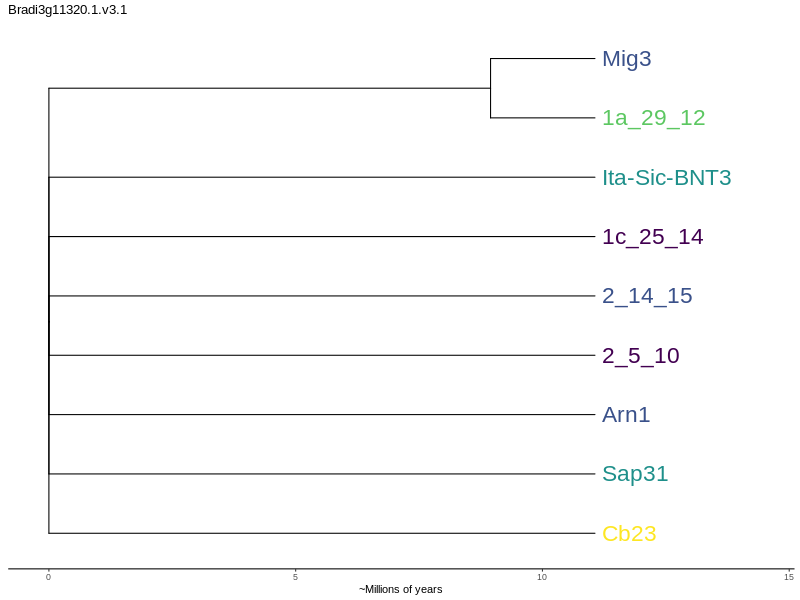 Bradi3g11320.1.v3.1
Mig3
1a_29_12
Ita-Sic-BNT3
1c_25_14
2_14_15
2_5_10
Arn1
Sap31
Cb23
0 5 10 15
~Millions of years